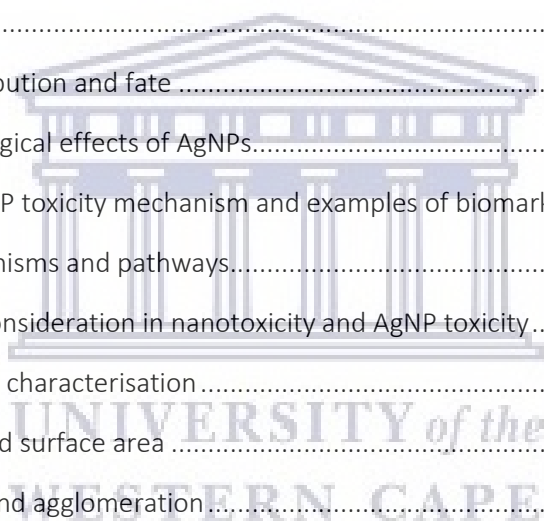 ....................................................................
bution and fate ..............................................
gical effects of AgNPs.....................................
P toxicity mechanism and examples of biomark
nisms and pathways........................................
onsideration in nanotoxicity and AgNP toxicity ..
characterisation ............................................
UNIVERSITY of the
d surface area ................................................
WESTERN CAPE
nd agglomeration ...........................................